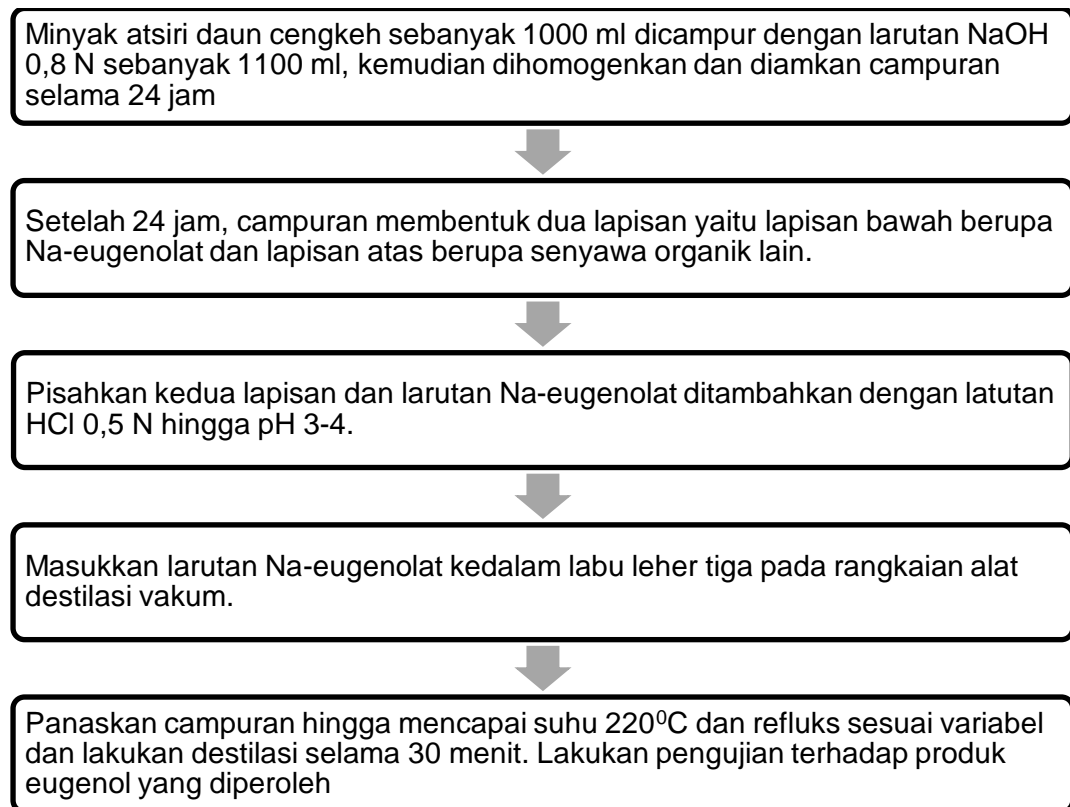 Minyak atsiri daun cengkeh sebanyak 1000 ml dicampur dengan larutan NaOH
0,8 N sebanyak 1100 ml, kemudian dihomogenkan dan diamkan campuran
selama 24 jam
Setelah 24 jam, campuran membentuk dua lapisan yaitu lapisan bawah berupa
Na-eugenolat dan lapisan atas berupa senyawa organik lain.
Pisahkan kedua lapisan dan larutan Na-eugenolat ditambahkan dengan latutan
HCl 0,5 N hingga pH 3-4.
Masukkan larutan Na-eugenolat kedalam labu leher tiga pada rangkaian alat
destilasi vakum.
Panaskan campuran hingga mencapai suhu 220⁰C dan refluks sesuai variabel
dan lakukan destilasi selama 30 menit. Lakukan pengujian terhadap produk
eugenol yang diperoleh